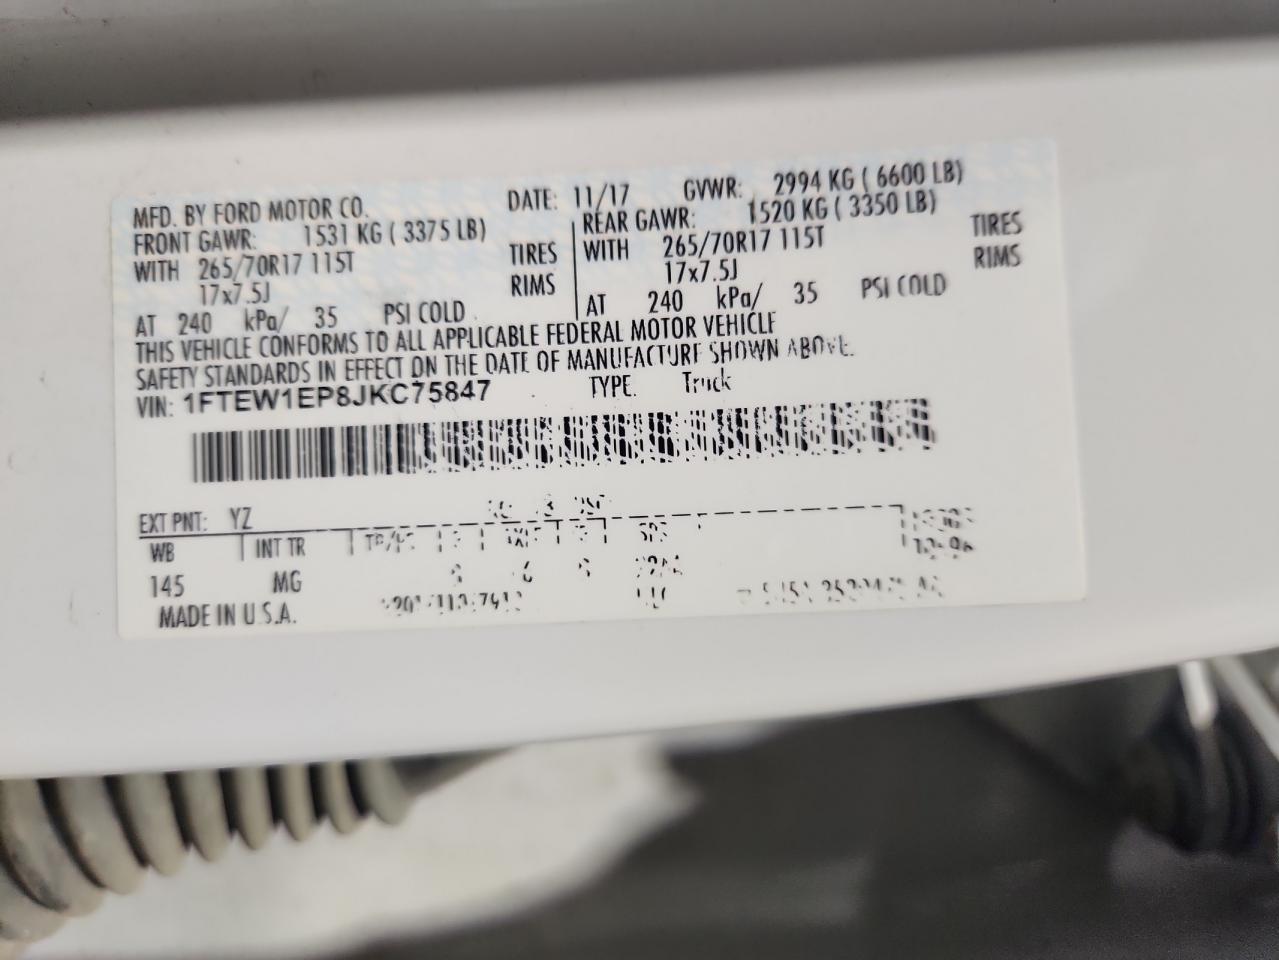 MFD. BY FORD MOTOR CO. DATE: 11/17 GVWR: 2994 KG ( 6600 LB)
FRONT GAWR: 1531 KG ( 3375 LB) REAR GAWR: 1520 KG ( 3350 LB)
WITH 265/70R17 115T TIRES WITH 265/70R17 115T TIRES
17x7.5J RIMS 17x7.5J RIMS
AT 240 kPa/ 35 PSI COLD AT 240 kPa/ 35 PSI COLD
THIS VEHICLE CONFORMS TO ALL APPLICABLE FEDERAL MOTOR VEHICLE
SAFETY STANDARDS IN EFFECT ON THE DATE OF MANUFACTURE SHOWN ABOVE.
VIN: 1FTEW1EP8JKC75847 TYPE: Truck
EXT PNT: YZ
WB INT TR
145 MG
MADE IN U.S.A.